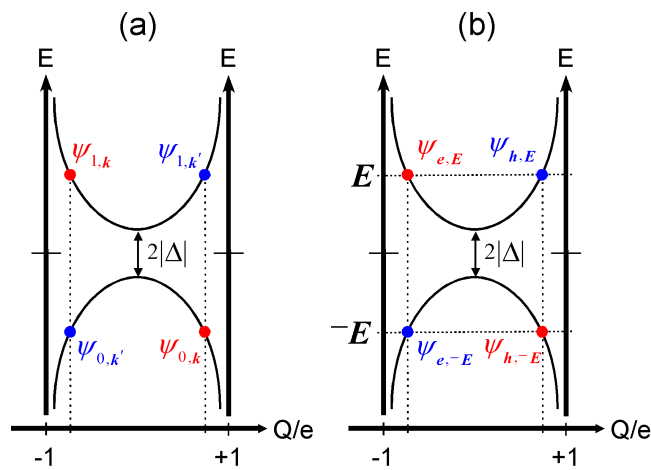 (a)
E E
ψ1,k ψ1,k′
2|Δ|
ψ0,k′ ψ0,k
-1 +1 Q/e
(b)
E E
ψe,E ψh,E
E
2|Δ|
-E
ψe,-E ψh,-E
-1 +1 Q/e